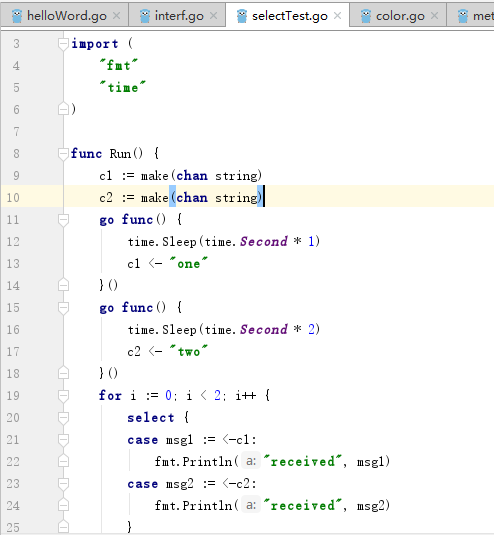 helloWord.go × interf.go × selectTest.go × color.go × met
3 import (
4 "fmt"
5 "time"
6 )
7
8 func Run() {
9 c1 := make(chan string)
10 c2 := make(chan string)
11 go func() {
12 time.Sleep(time.Second * 1)
13 c1 <- "one"
14 }()
15 go func() {
16 time.Sleep(time.Second * 2)
17 c2 <- "two"
18 }()
19 for i := 0; i < 2; i++ {
20 select {
21 case msg1 := <-c1:
22 fmt.Println( a: "received", msg1)
23 case msg2 := <-c2:
24 fmt.Println( a: "received", msg2)
25 }